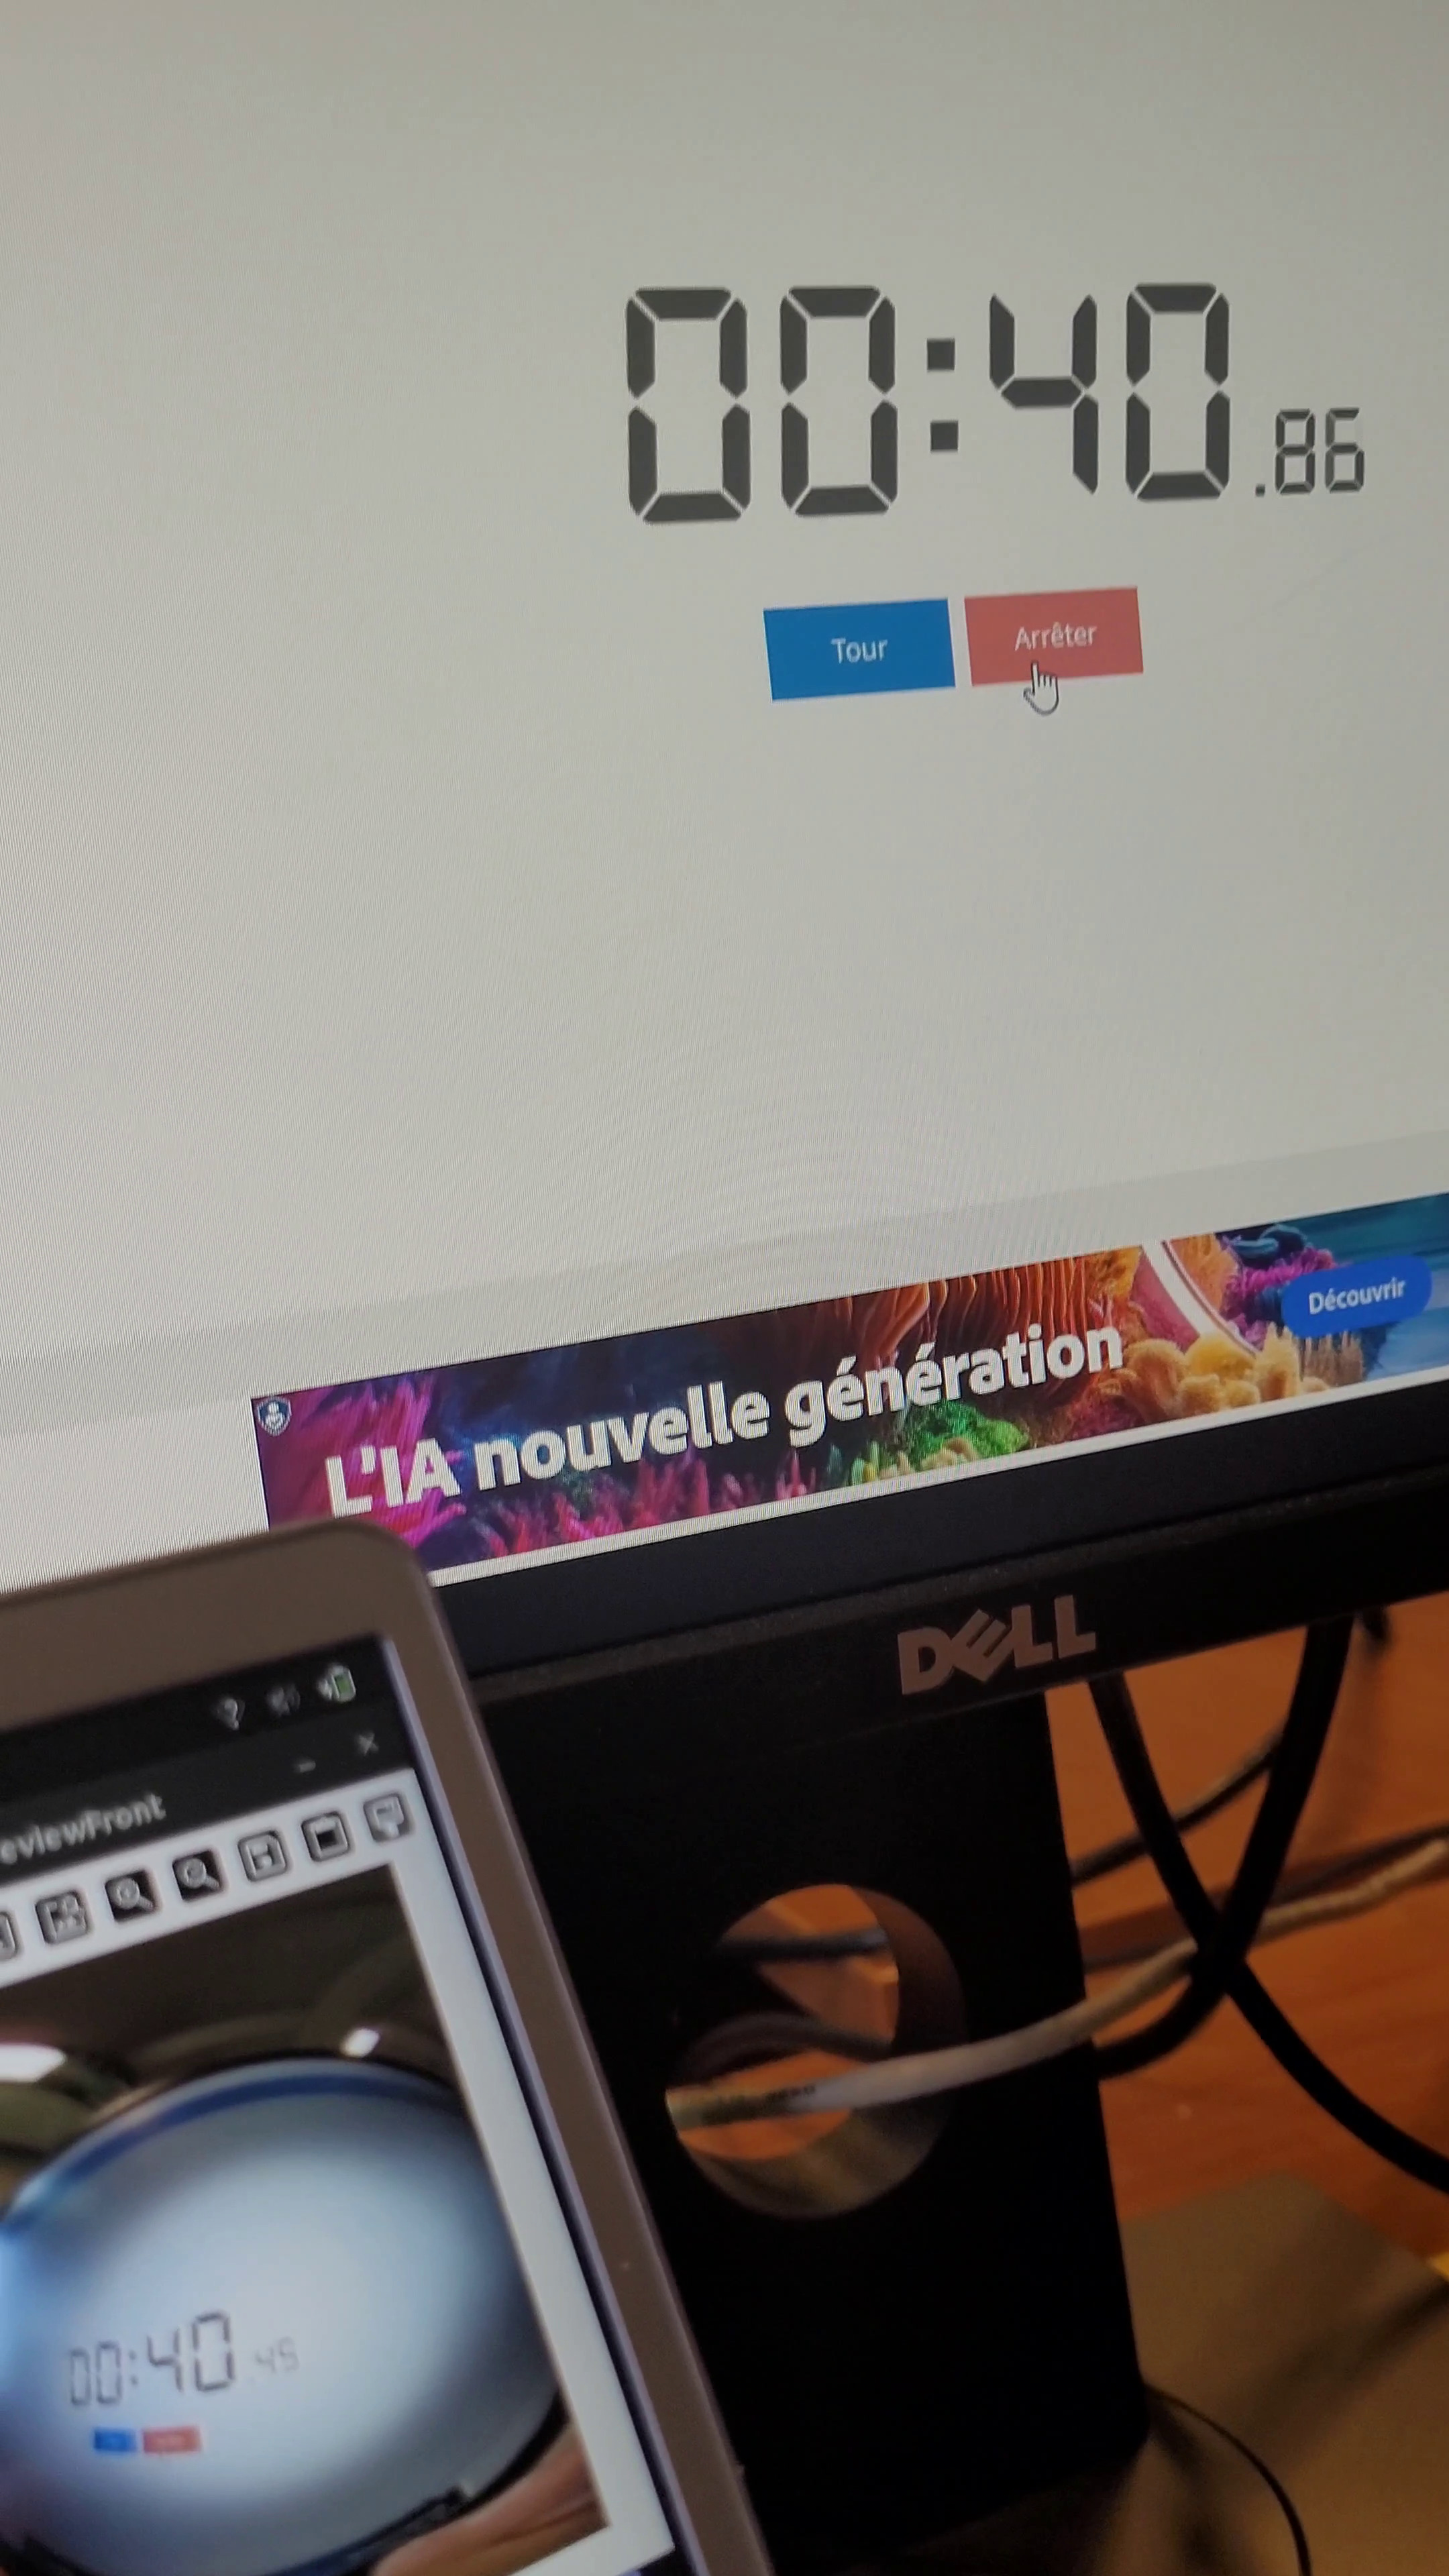 00:40.86
Tour
Arrêter
L'IA nouvelle génération
Découvrir
DELL
eviewFront
00:40.45